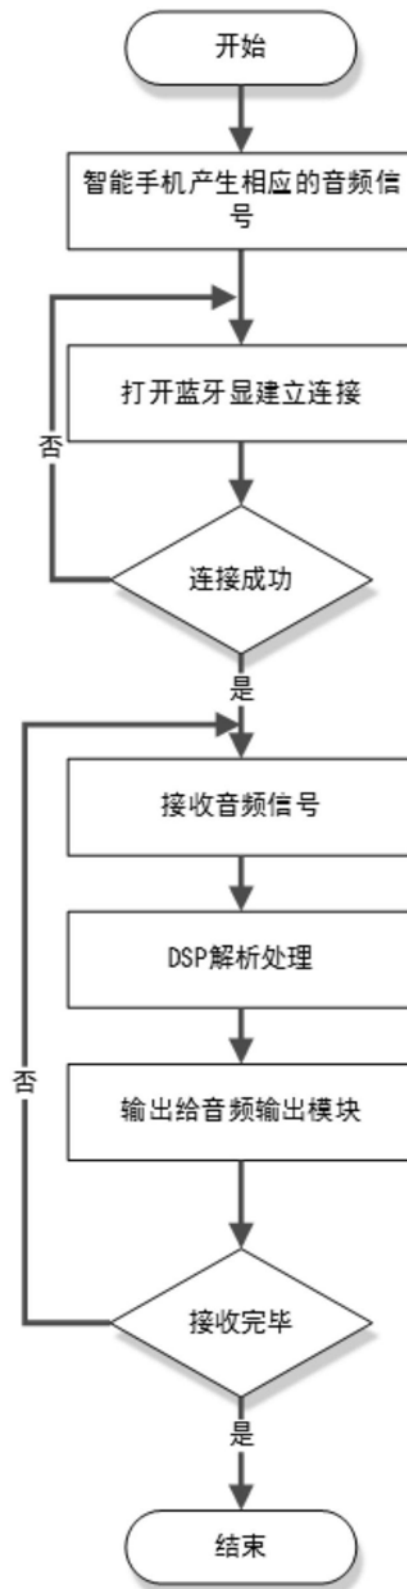 开始
智能手机产生相应的音频信
号
打开蓝牙显建立连接
否
连接成功
是
接收音频信号
DSP解析处理
否
输出给音频输出模块
接收完毕
是
结束